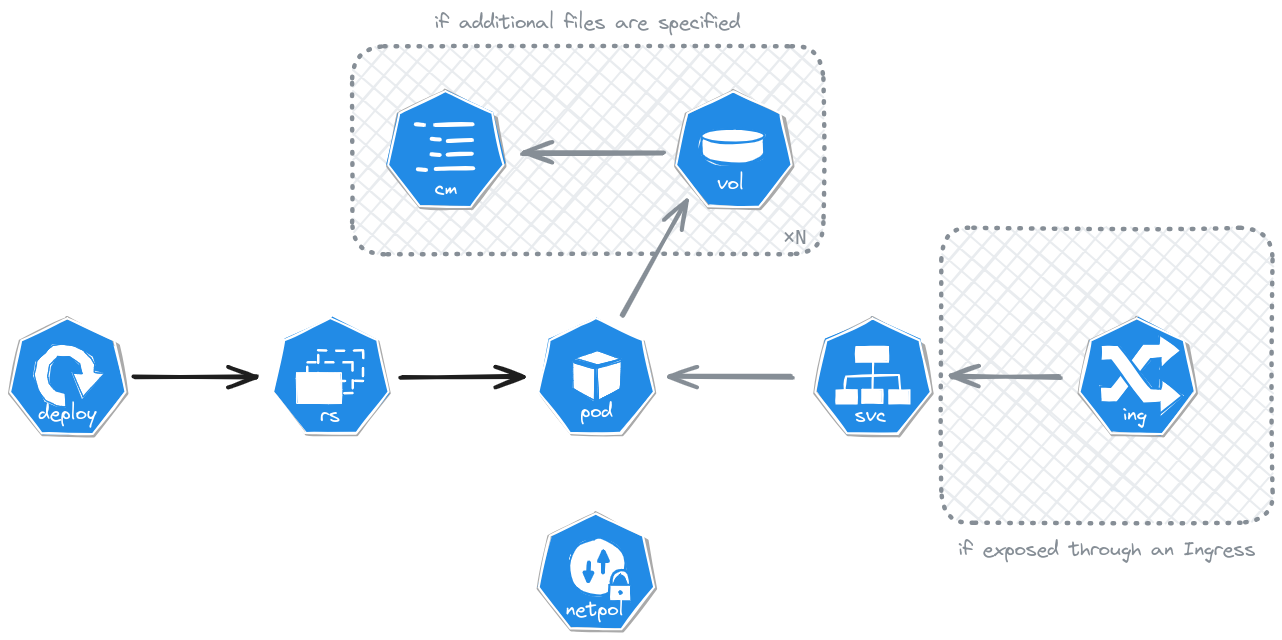 if additional files are specified
cm
vol
×N
deploy
rs
pod
svc
ing
if exposed through an Ingress
netpol